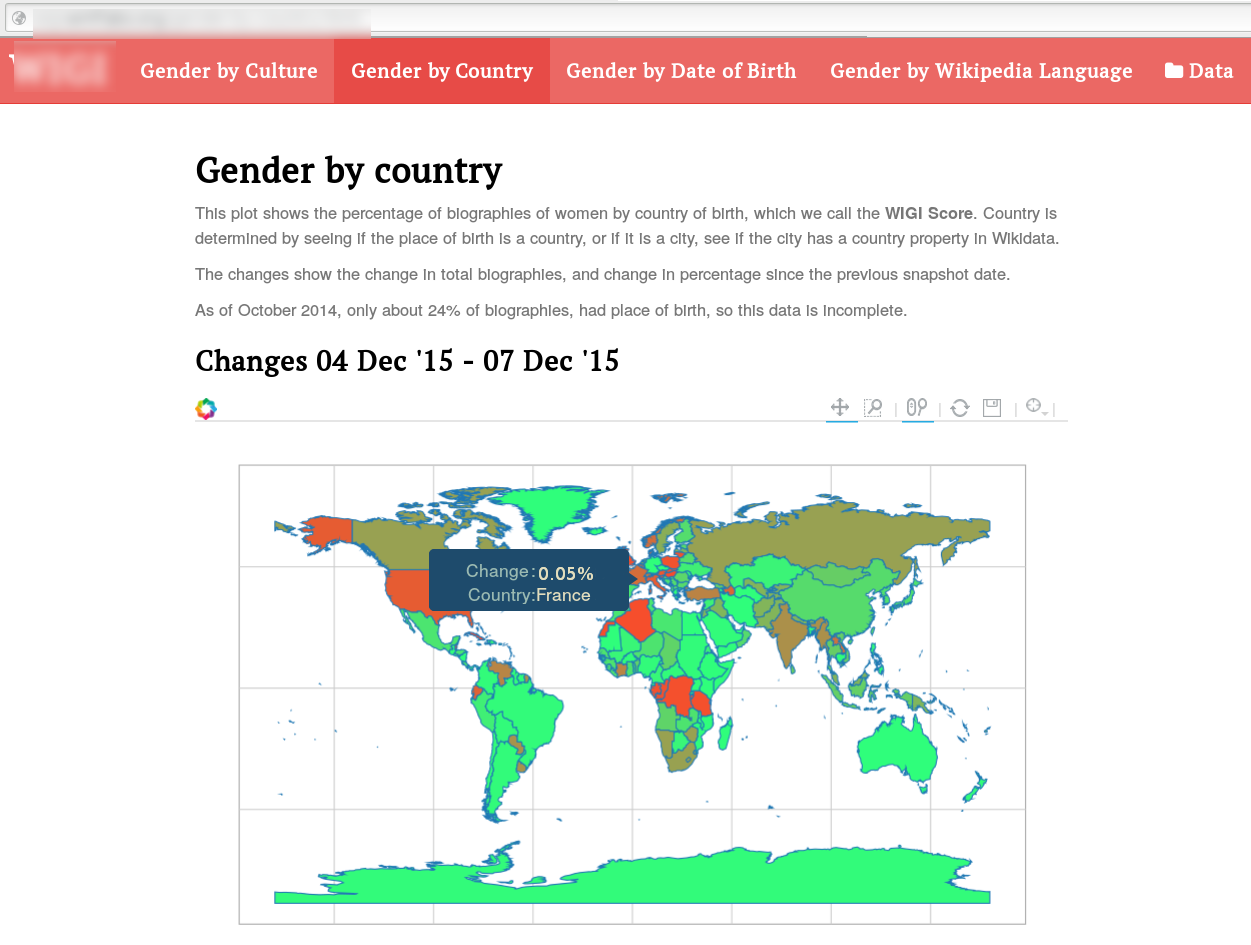 Gender by Culture Gender by Country Gender by Date of Birth Gender by Wikipedia Language Data
Gender by country
This plot shows the percentage of biographies of women by country of birth, which we call the WIGI Score. Country is
determined by seeing if the place of birth is a country, or if it is a city, see if the city has a country property in Wikidata.
The changes show the change in total biographies, and change in percentage since the previous snapshot date.
As of October 2014, only about 24% of biographies, had place of birth, so this data is incomplete.
Changes 04 Dec '15 - 07 Dec '15
Change: 0.05%
Country:France